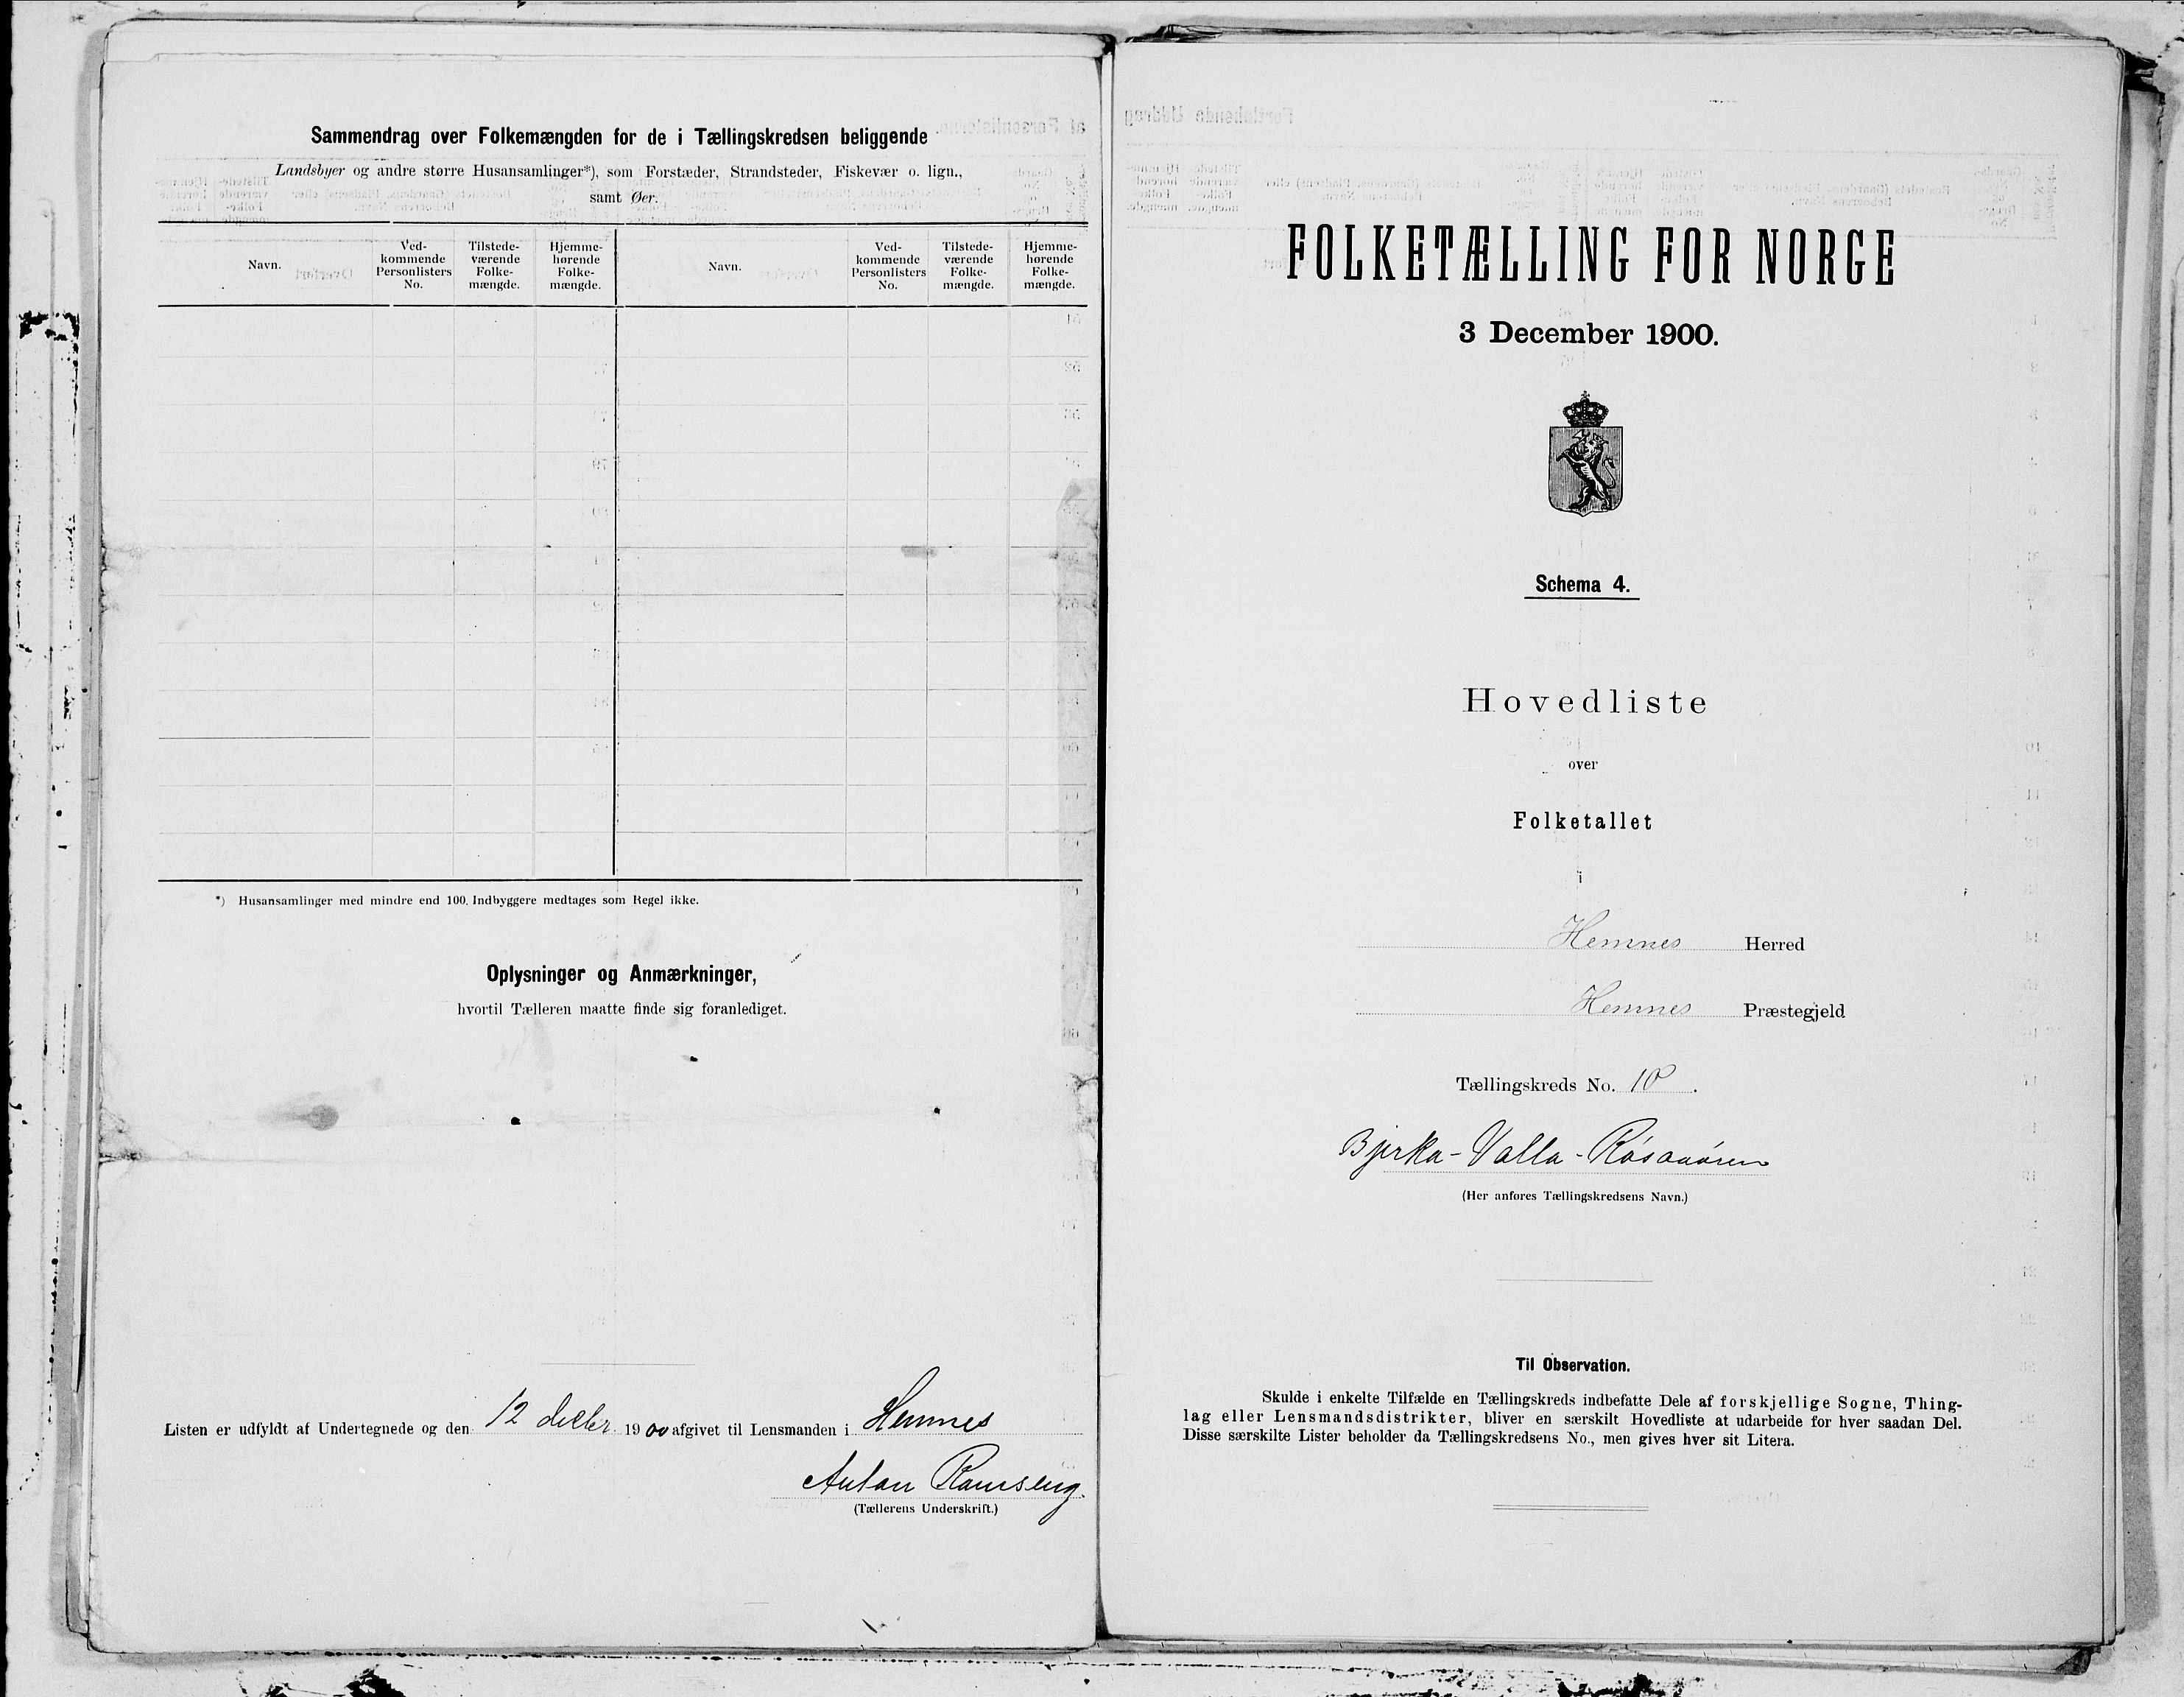 Sammendrag over Folkemængden for de i Tællingskredsen beliggende
Landsbyer og andre større Husansamlinger*), som Forstæder, Strandsteder, Fiskevær o. lign.,
samt Øer.
Navn.
Ved-
kommende
Personlisters
No.
Tilstede-
værende
Folke-
mængde.
Hjemme-
hørende
Folke-
mængde.
Navn.
Ved-
kommende
Personlisters
No.
Tilstede-
værende
Folke-
mængde.
Hjemme-
hørende
Folke-
mængde.
*) Husansamlinger med mindre end 100 Indbyggere medtages som Regel ikke.
Oplysninger og Anmærkninger,
hvortil Tælleren maatte finde sig foranlediget.
Listen er udfyldt af Undertegnede og den 12 decbr. 1900 afgivet til Lensmanden i Hemnes
Anton Ramseng.
(Tællerens Underskrift.)
FOLKETÆLLING FOR NORGE
3 December 1900.
Schema 4.
Hovedliste
over
Folketallet
i
Hemnes Herred
Hemnes Præstegjeld
Tællingskreds No. 10.
Bjerka-Valla-
(Her anføres Tællingskredsens Navn.)
Til Observation.
Skulde i enkelte Tilfælde en Tællingskreds indbefatte Dele af forskjellige Sogne, Thing-
lag eller Lensmandsdistrikter, bliver en særskilt Hovedliste at udarbeide for hver saadan Del.
Disse særskilte Lister beholder da Tællingskredsens No., men gives hver sit Litera.